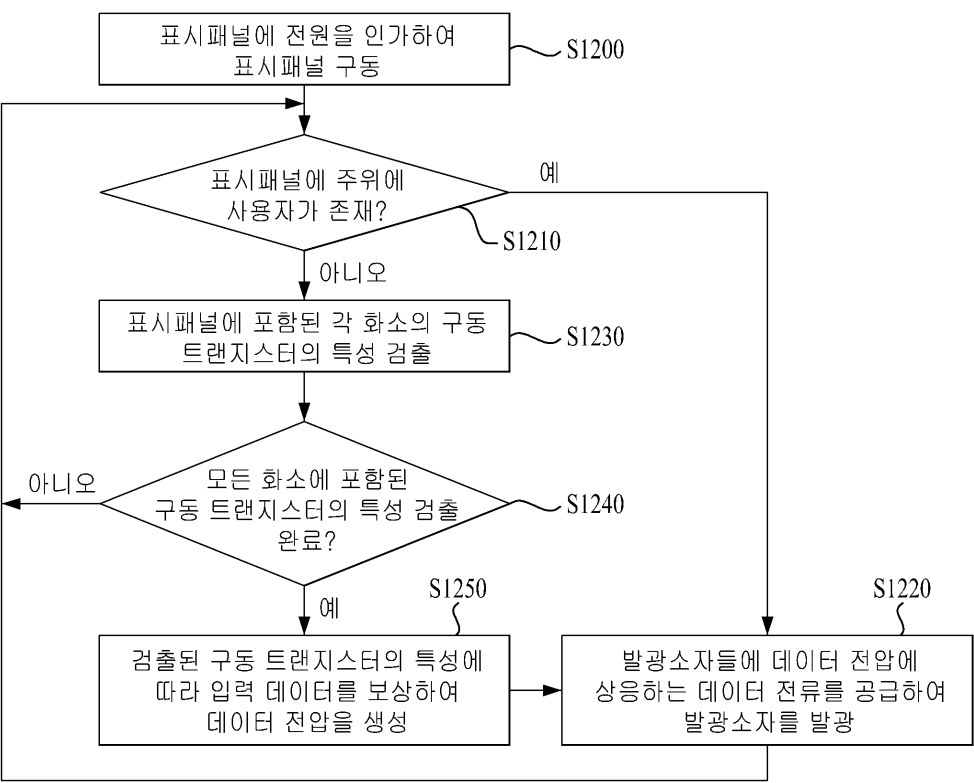 표시패널에 전원을 인가하여
표시패널 구동
S1200
표시패널에 주위에
사용자가 존재?
예
S1210
아니오
표시패널에 포함된 각 화소의 구동
트랜지스터의 특성 검출
S1230
모든 화소에 포함된
구동 트랜지스터의 특성 검출
완료?
아니오
S1240
예
S1250
S1220
검출된 구동 트랜지스터의 특성에
따라 입력 데이터를 보상하여
데이터 전압을 생성
발광소자들에 데이터 전압에
상응하는 데이터 전류를 공급하여
발광소자를 발광